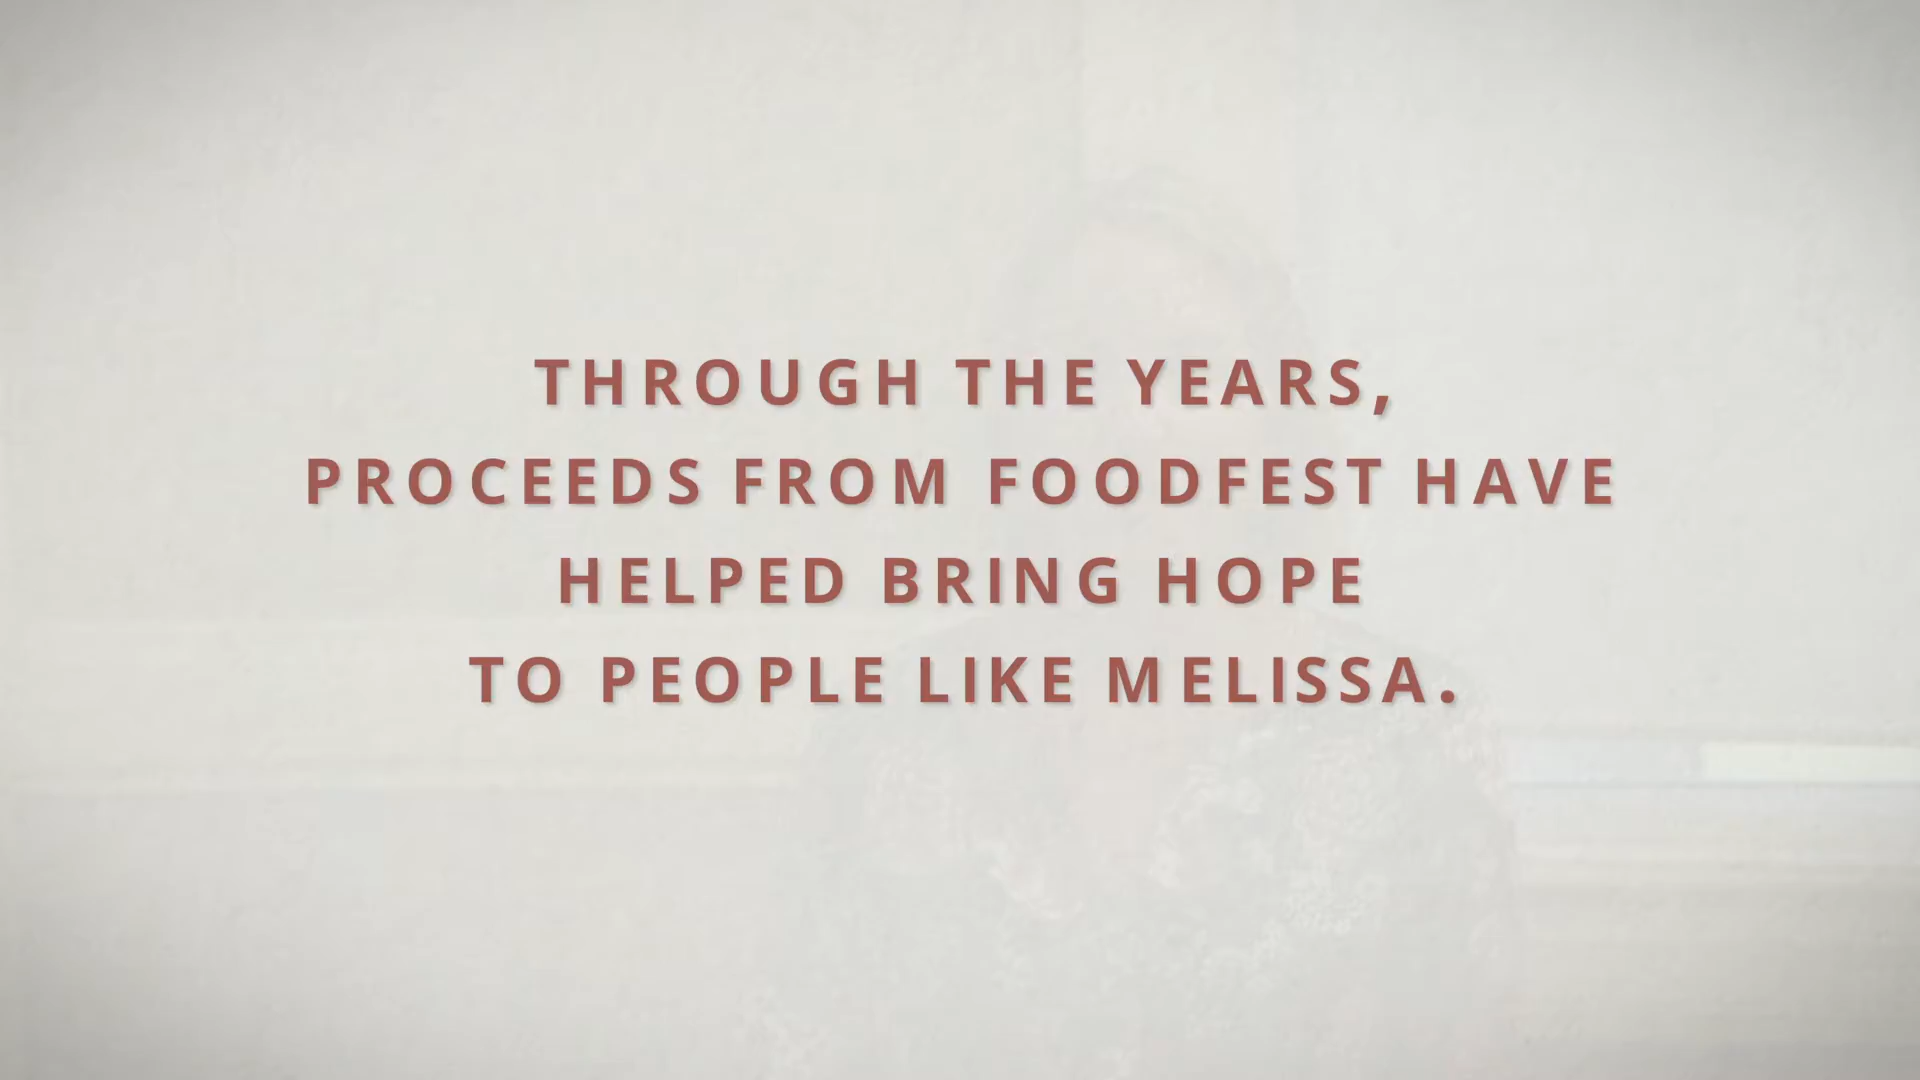 THROUGH THE YEARS,
PROCEEDS FROM FOODFEST HAVE
HELPED BRING HOPE
TO PEOPLE LIKE MELISSA.